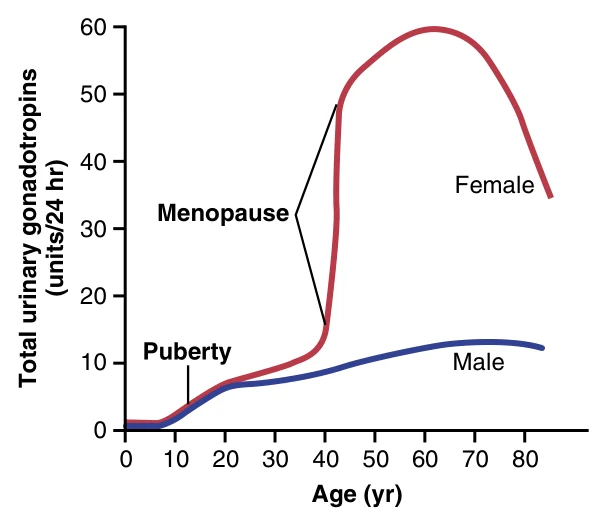 Total urinary gonadotropins
(units/24 hr)
60
50
40
30
20
10
0
Menopause
Puberty
Female
Male
0 10 20 30 40 50 60 70 80
Age (yr)